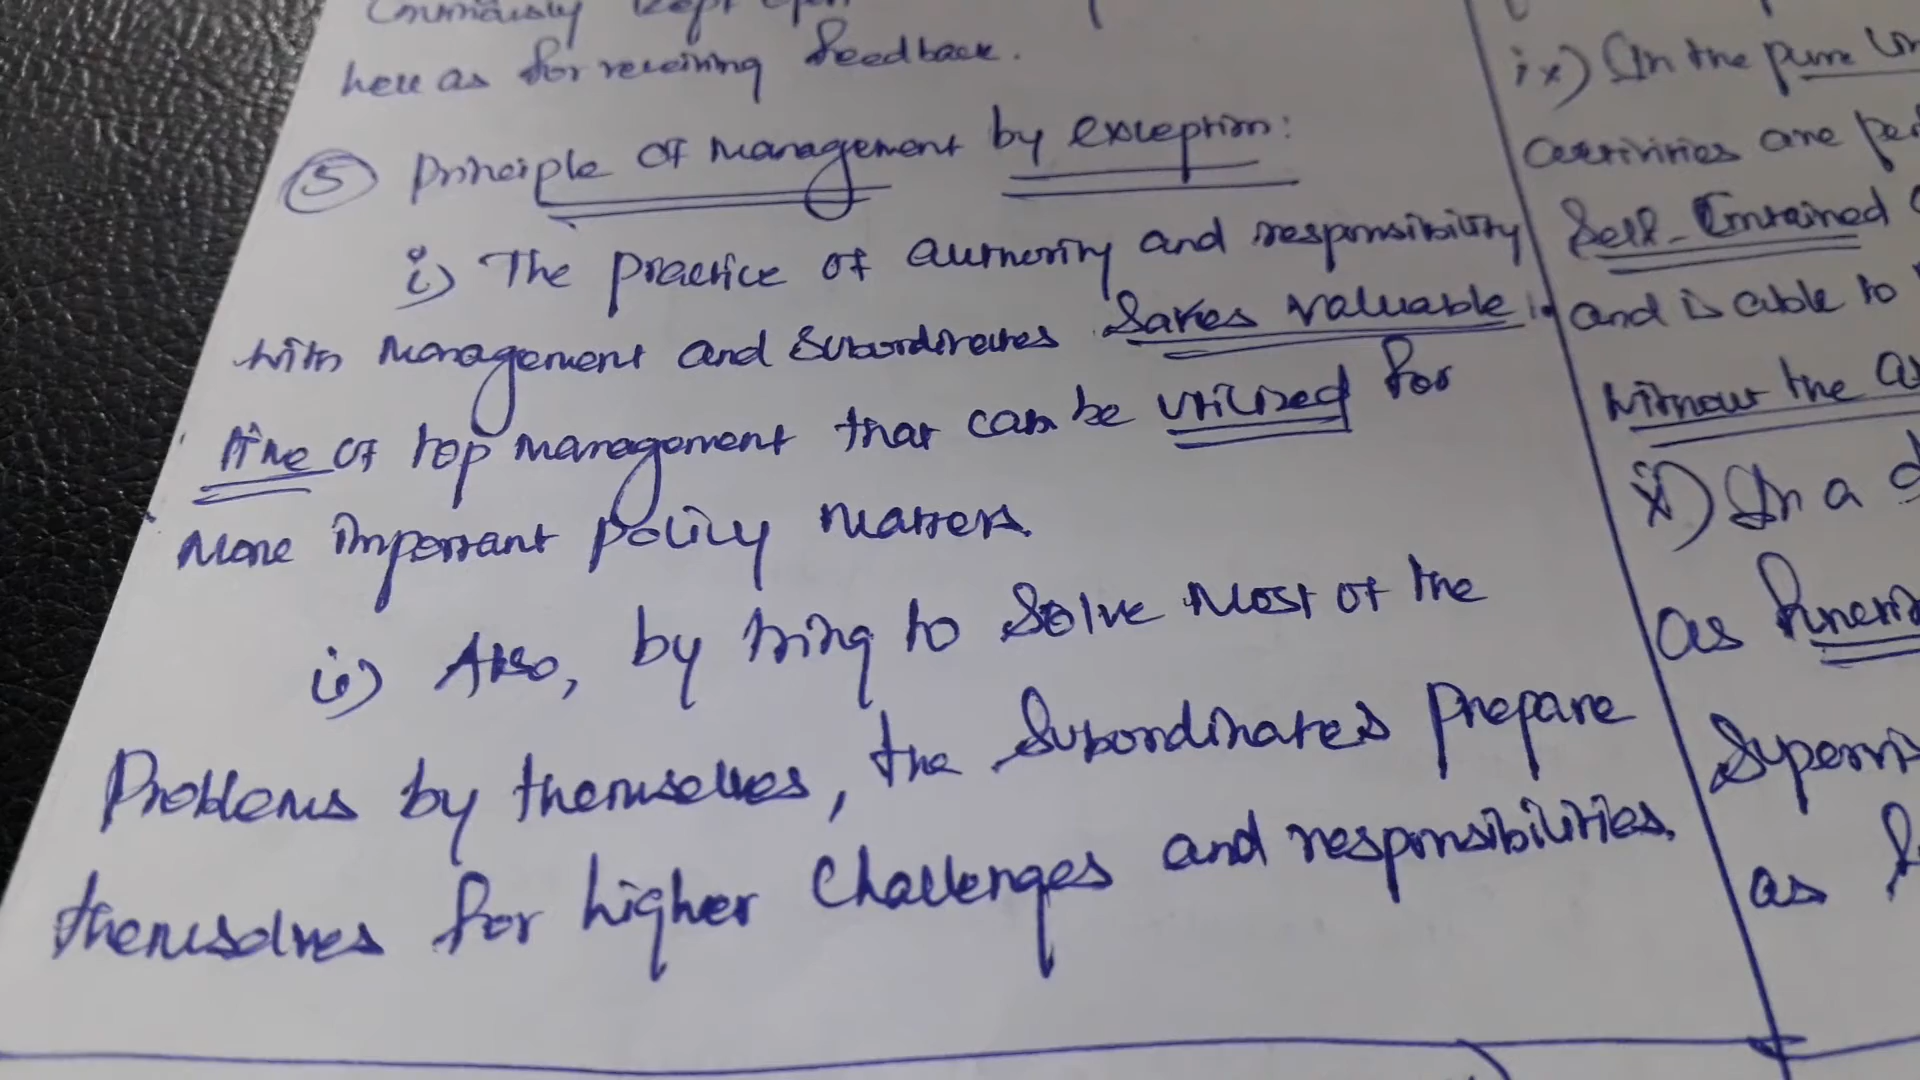 here as for receiving feedback.
⑤ Principle of management by exception:
i) The practice of authority and responsibility
with management and subordinates saves valuable
time of top management that can be utilized for
more important policy matters.
ii) Also, by tring to solve most of the
Problems by themselves, the subordinates prepare
themselves for higher challenges and responsibilities.
ix) In the pure
activities are
Self-Contained
and is able to
without the
x) In a
as
as